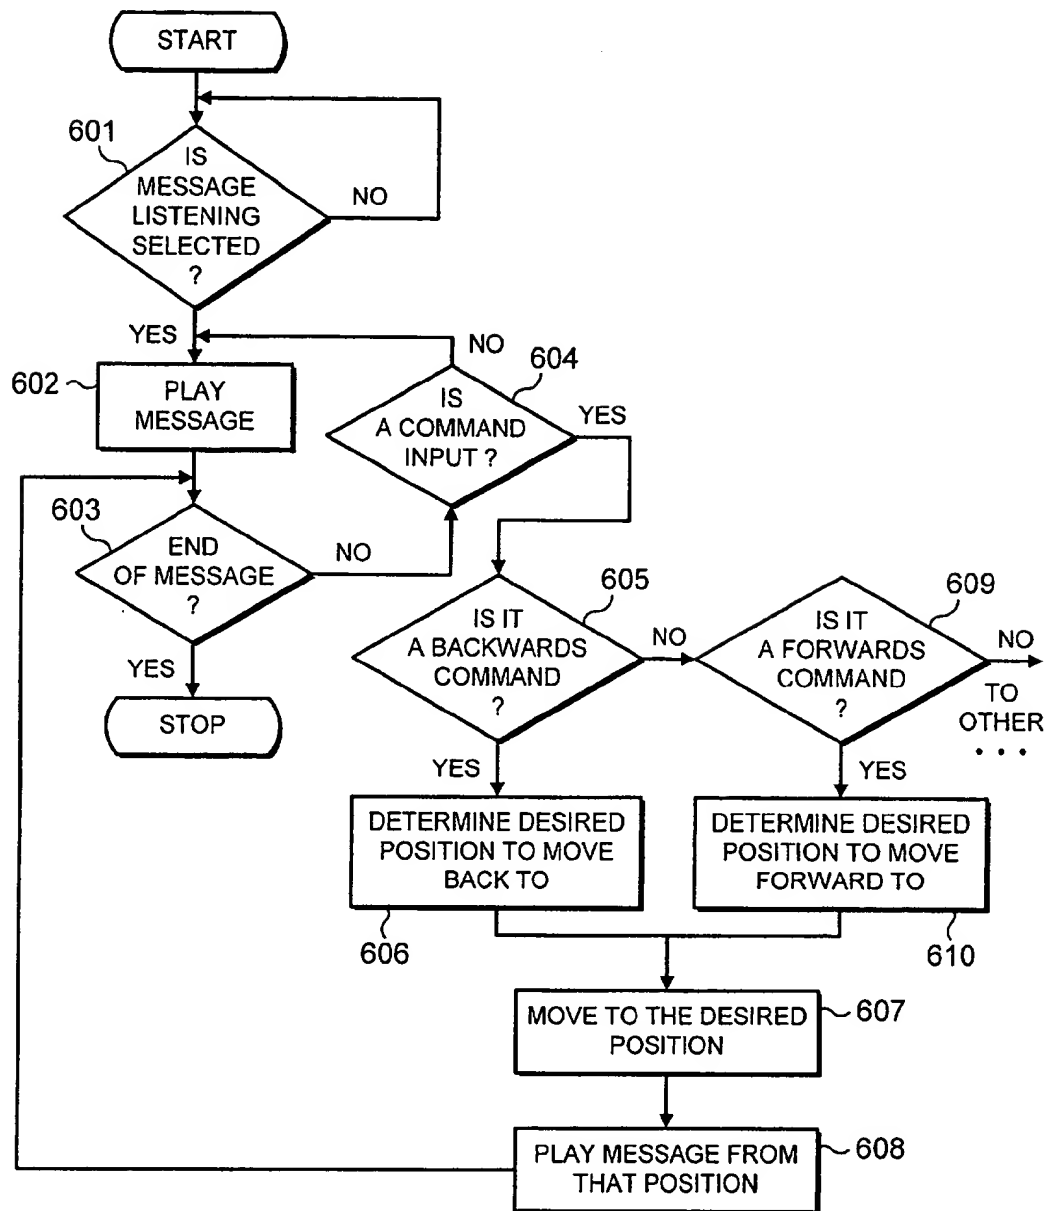 START
601
IS
MESSAGE
LISTENING
SELECTED
?
NO
YES
NO
602
PLAY
MESSAGE
604
IS
A COMMAND
INPUT ?
YES
603
END
OF MESSAGE
?
NO
YES
STOP
605
IS IT
A BACKWARDS
COMMAND
?
NO
609
IS IT
A FORWARDS
COMMAND
?
NO
TO
OTHER
• • •
YES
YES
DETERMINE DESIRED
POSITION TO MOVE
BACK TO
606
DETERMINE DESIRED
POSITION TO MOVE
FORWARD TO
610
MOVE TO THE DESIRED
POSITION
607
PLAY MESSAGE FROM
THAT POSITION
608